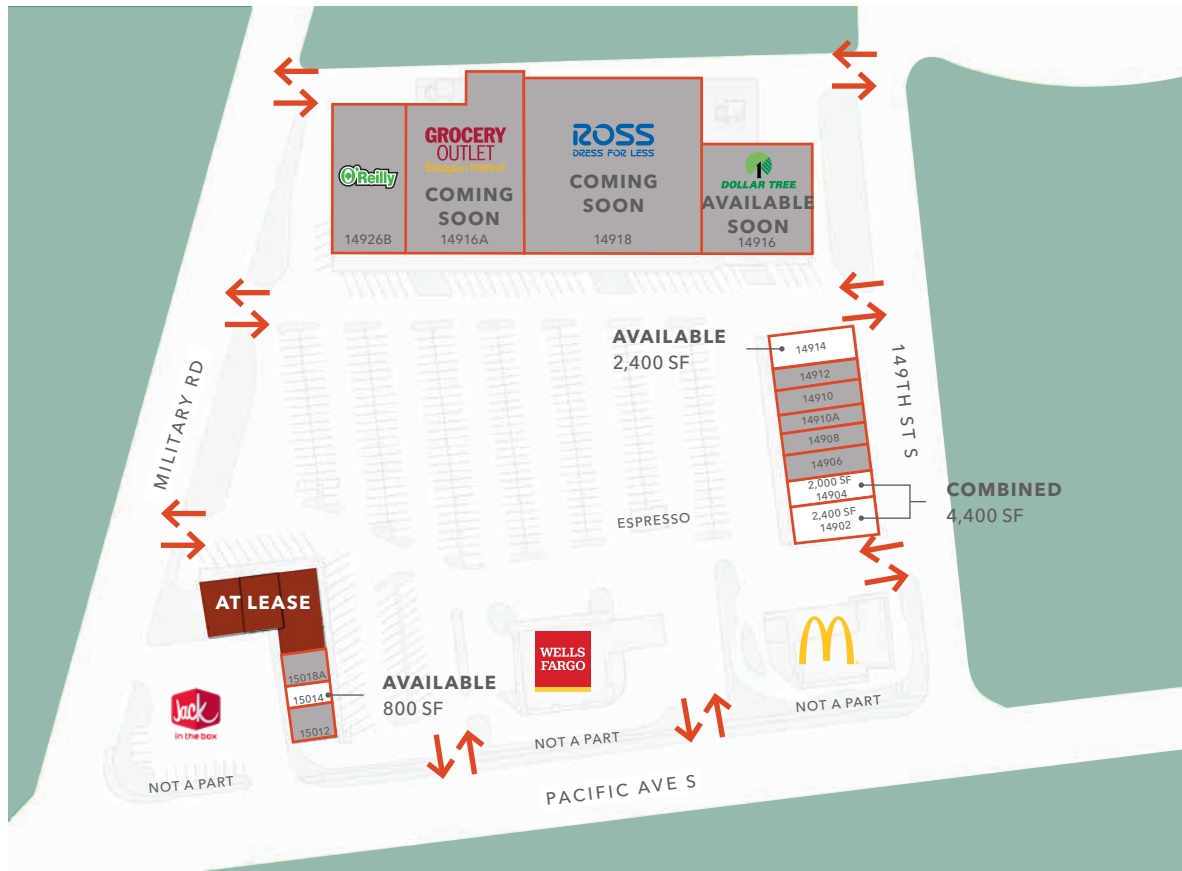 O'Reilly
14926B
GROCERY
OUTLET
bargain market
COMING
SOON
14916A
ROSS
DRESS FOR LESS
COMING
SOON
14918
DOLLAR TREE
AVAILABLE
SOON
14916
AVAILABLE
2,400 SF
14914
14912
14910
14910A
14908
14906
2,000 SF
14904
2,400 SF
14902
COMBINED
4,400 SF
149TH ST S
MILITARY RD
ESPRESSO
AT LEASE
15018A
15014
15012
AVAILABLE
800 SF
Jack
in the box
NOT A PART
WELLS
FARGO
NOT A PART
NOT A PART
PACIFIC AVE S